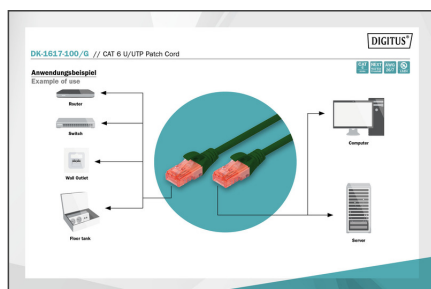 DIGITUS®
DK-1617-100/G // CAT 6 U/UTP Patch Cord
Anwendungsbeispiel
Example of use
Router
Switch
Wall Outlet
Floor tank
Computer
Server